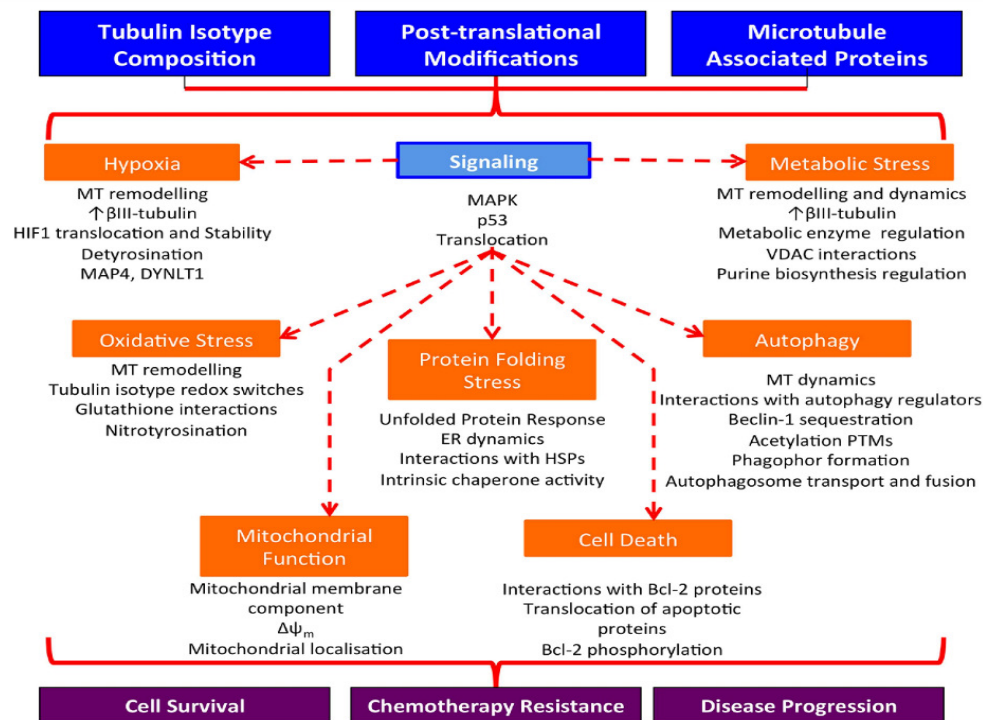 Tubulin Isotype
Composition
Post-translational
Modifications
Microtubule
Associated Proteins
Hypoxia
MT remodelling
↑βIII-tubulin
HIF1 translocation and Stability
Detyrosination
MAP4, DYNLT1
Signaling
MAPK
p53
Translocation
Metabolic Stress
MT remodelling and dynamics
↑βIII-tubulin
Metabolic enzyme regulation
VDAC interactions
Purine biosynthesis regulation
Oxidative Stress
MT remodelling
Tubulin isotype redox switches
Glutathione interactions
Nitrotyrosination
Protein Folding
Stress
Unfolded Protein Response
ER dynamics
Interactions with HSPs
Intrinsic chaperone activity
Autophagy
MT dynamics
Interactions with autophagy regulators
Beclin-1 sequestration
Acetylation PTMs
Phagophor formation
Autophagosome transport and fusion
Mitochondrial
Function
Mitochondrial membrane
component
Δψm
Mitochondrial localisation
Cell Death
Interactions with Bcl-2 proteins
Translocation of apoptotic
proteins
Bcl-2 phosphorylation
Cell Survival
Chemotherapy Resistance
Disease Progression